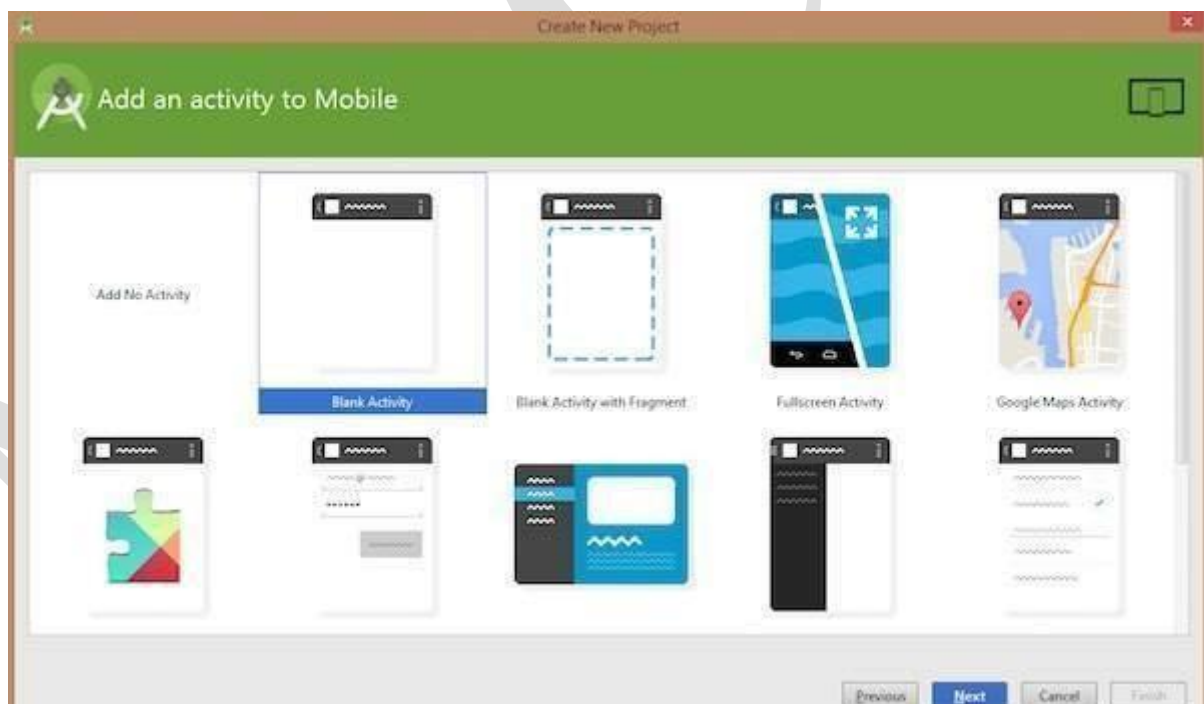 Create New Project
Add an activity to Mobile
Add No Activity
Blank Activity
Blank Activity with Fragment
Fullscreen Activity
Google Maps Activity
Previous
Next
Cancel
Finish